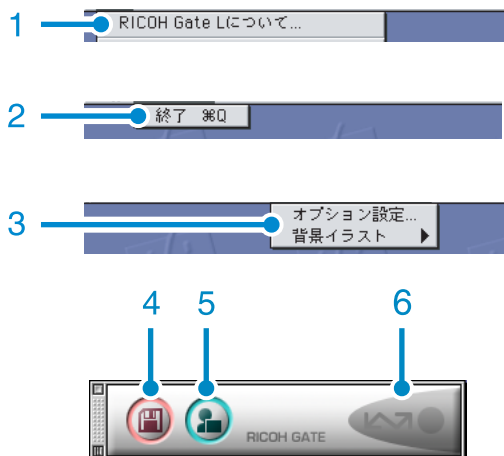 1
RICOH Gate Lについて...
2
終了 ⌘Q
3
オプション設定...
背景イラスト
4 5 6
RICOH GATE